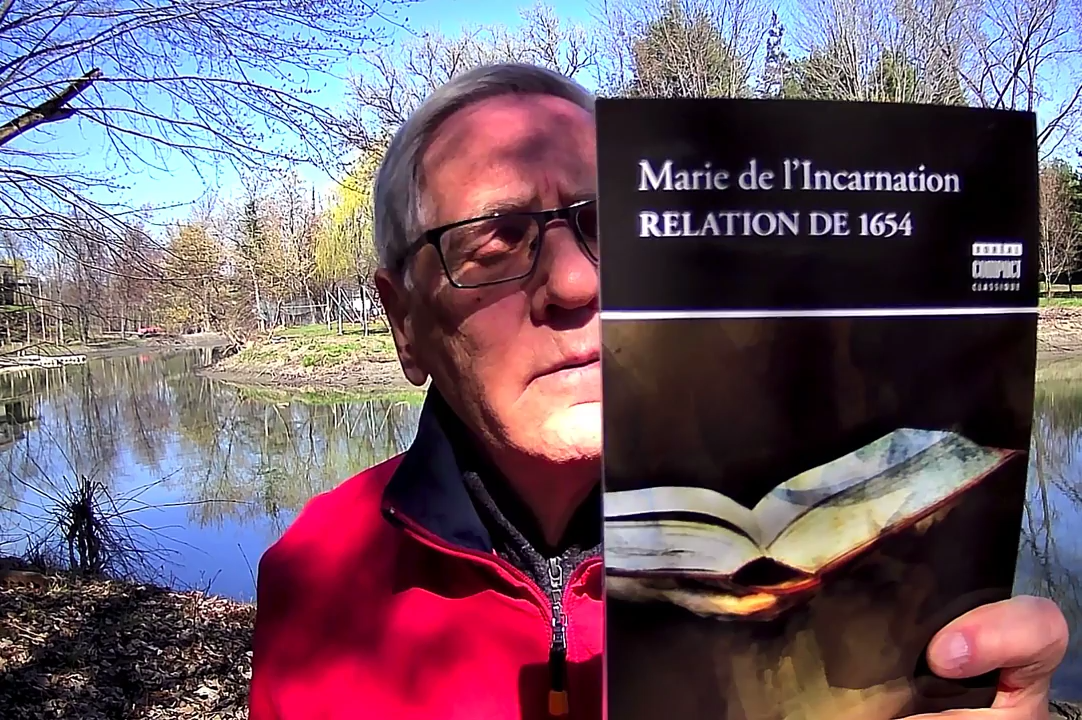 Marie de l'Incarnation
RELATION DE 1654
BORÉAL
COMPACT
CLASSIQUE